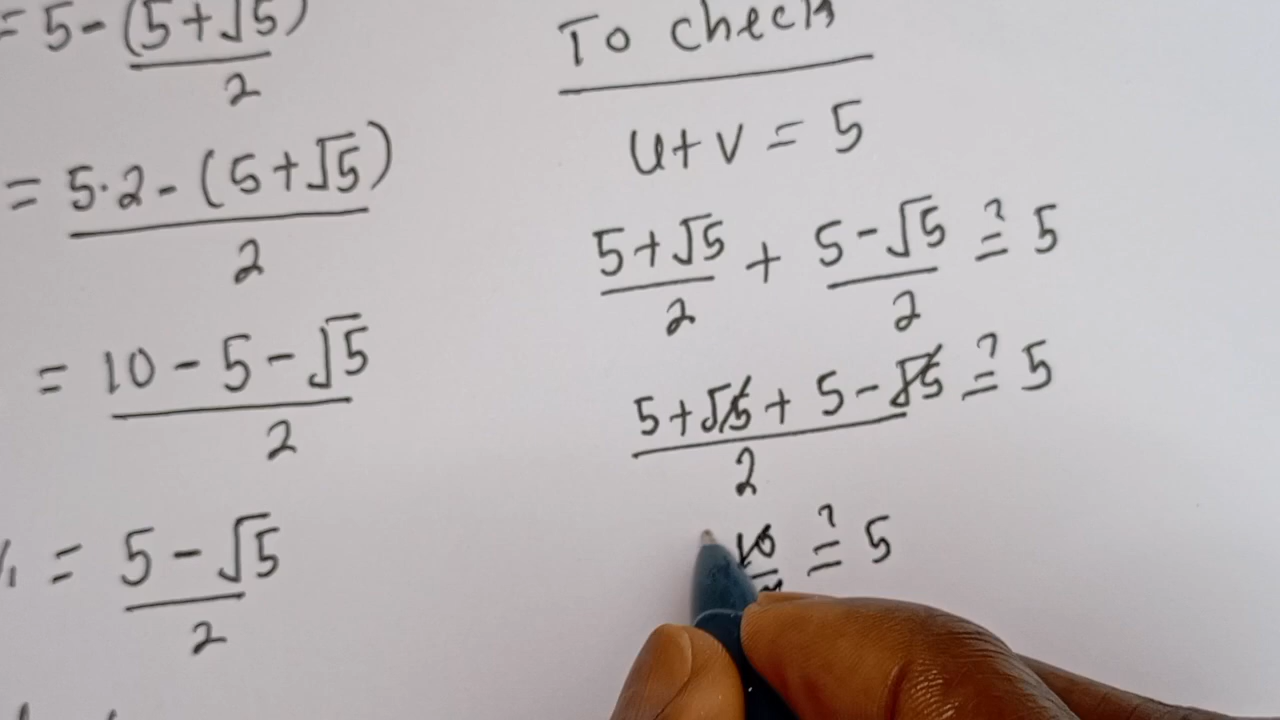 = 5 - (5 + √5)
2
= 5·2 - (5 + √5)
2
= 10 - 5 - √5
2
= 5 - √5
2
To check
u + v = 5
5 + √5 + 5 - √5 ≟ 5
2 2
5 + √5 + 5 - √5 ≟ 5
2
10 ≟ 5